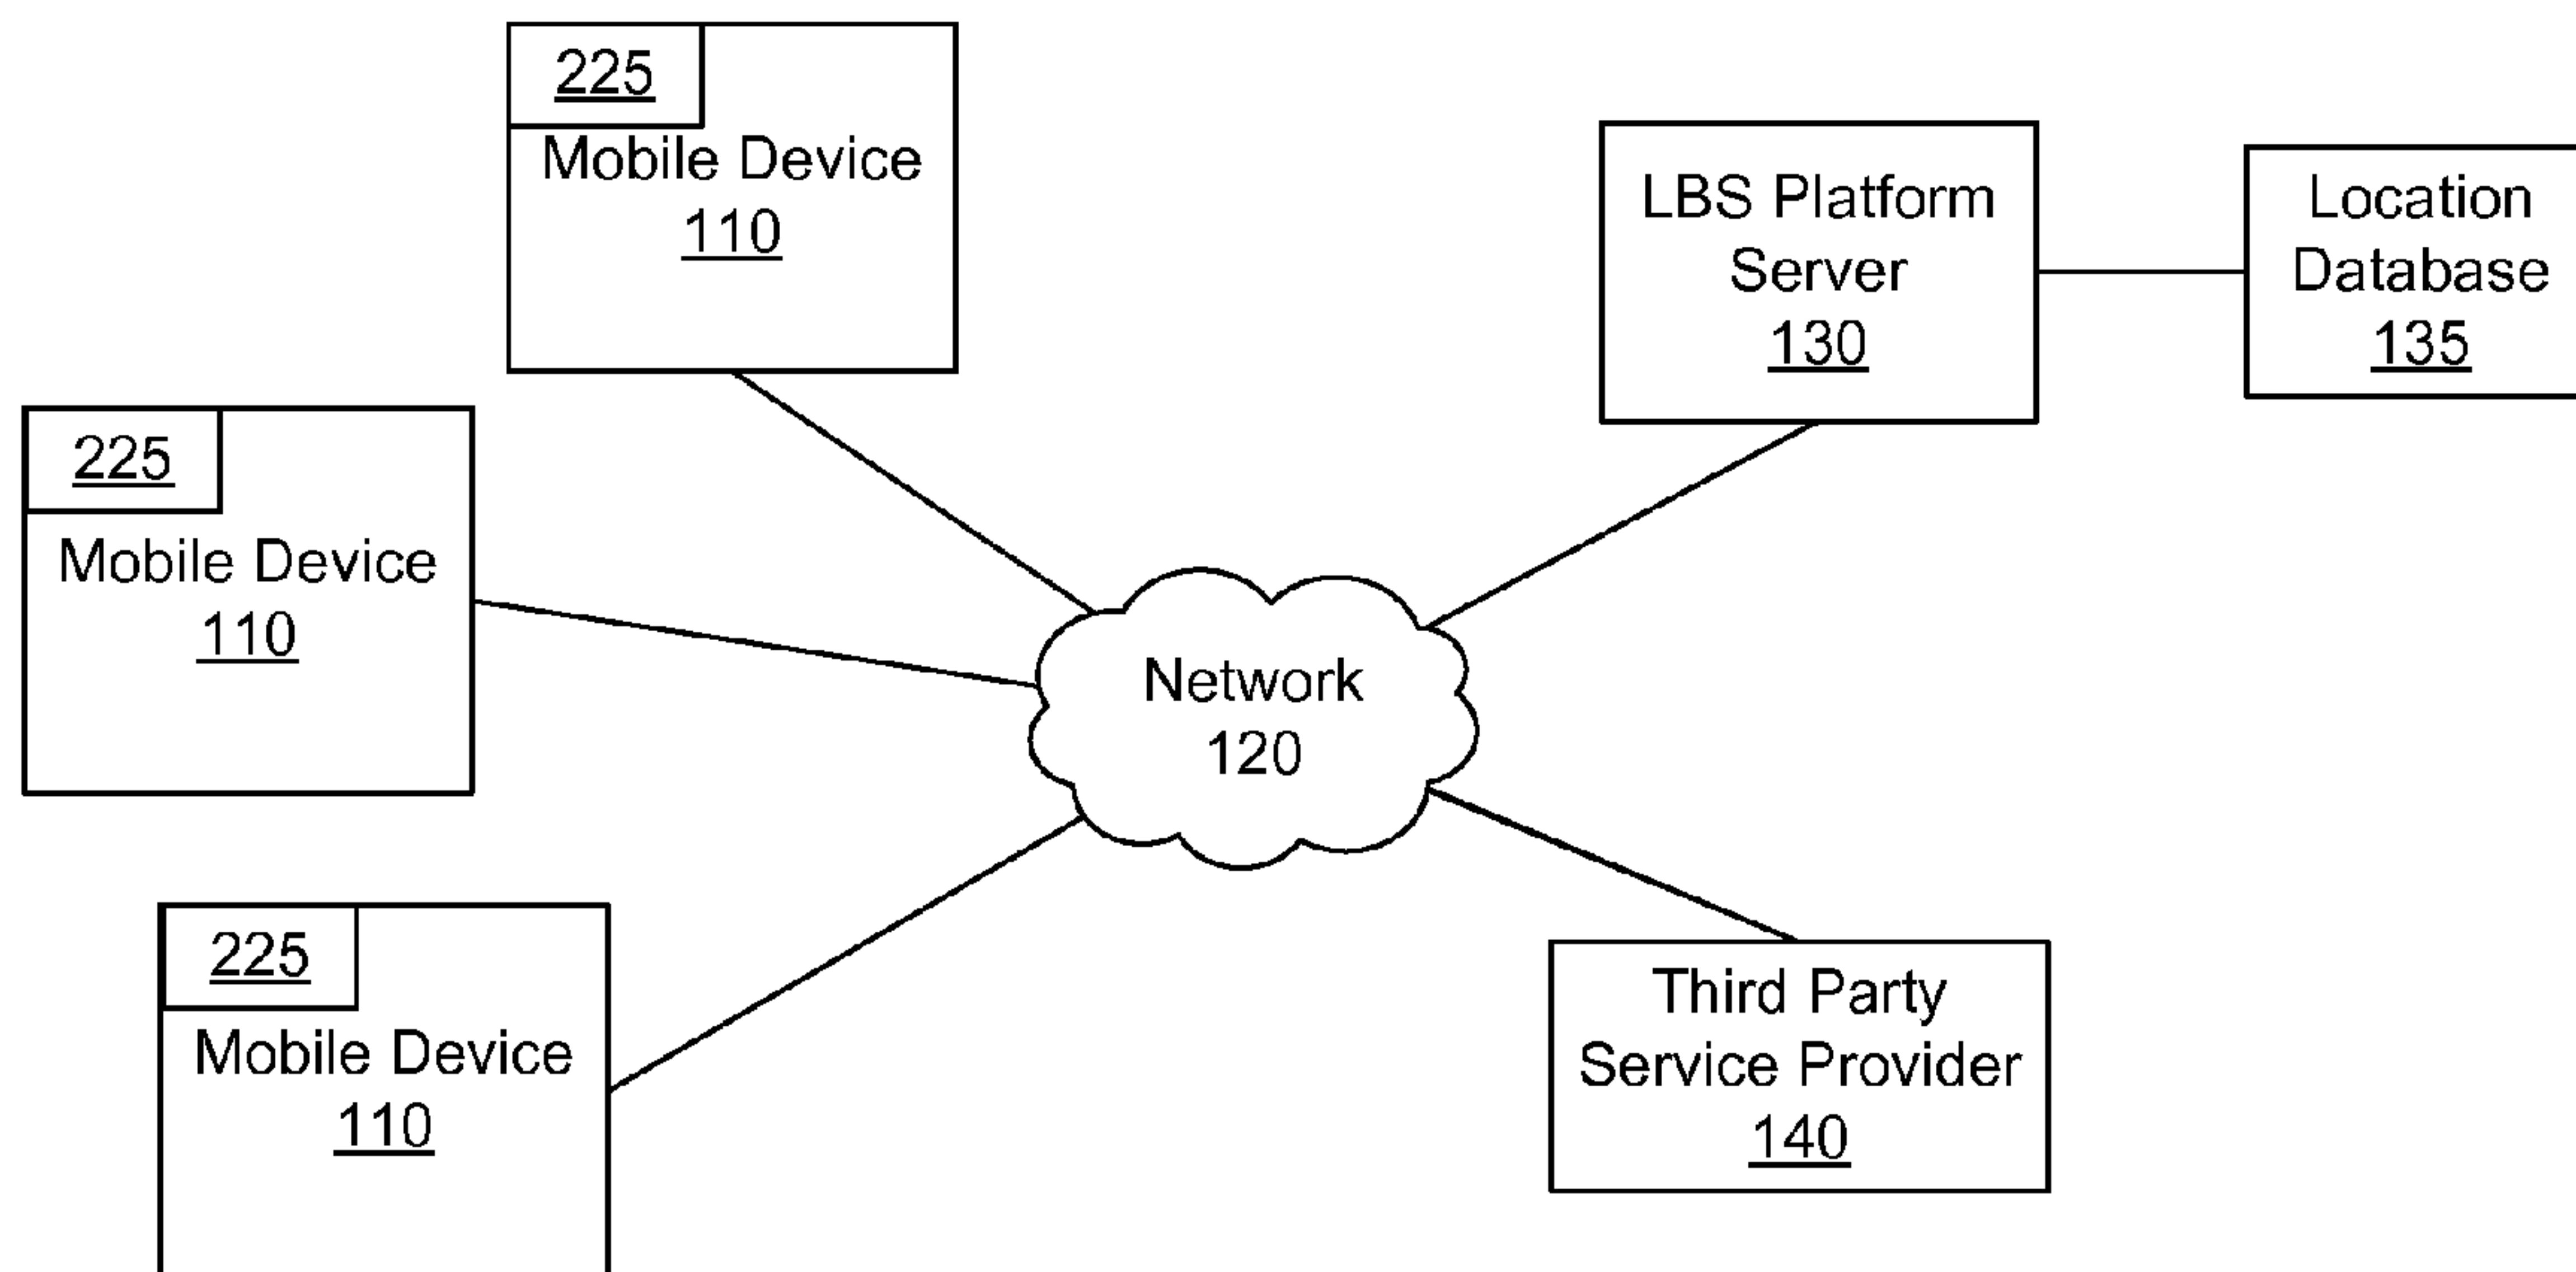 225
Mobile Device
110
LBS Platform
Server
130
Location
Database
135
225
Mobile Device
110
Network
120
225
Mobile Device
110
Third Party
Service Provider
140